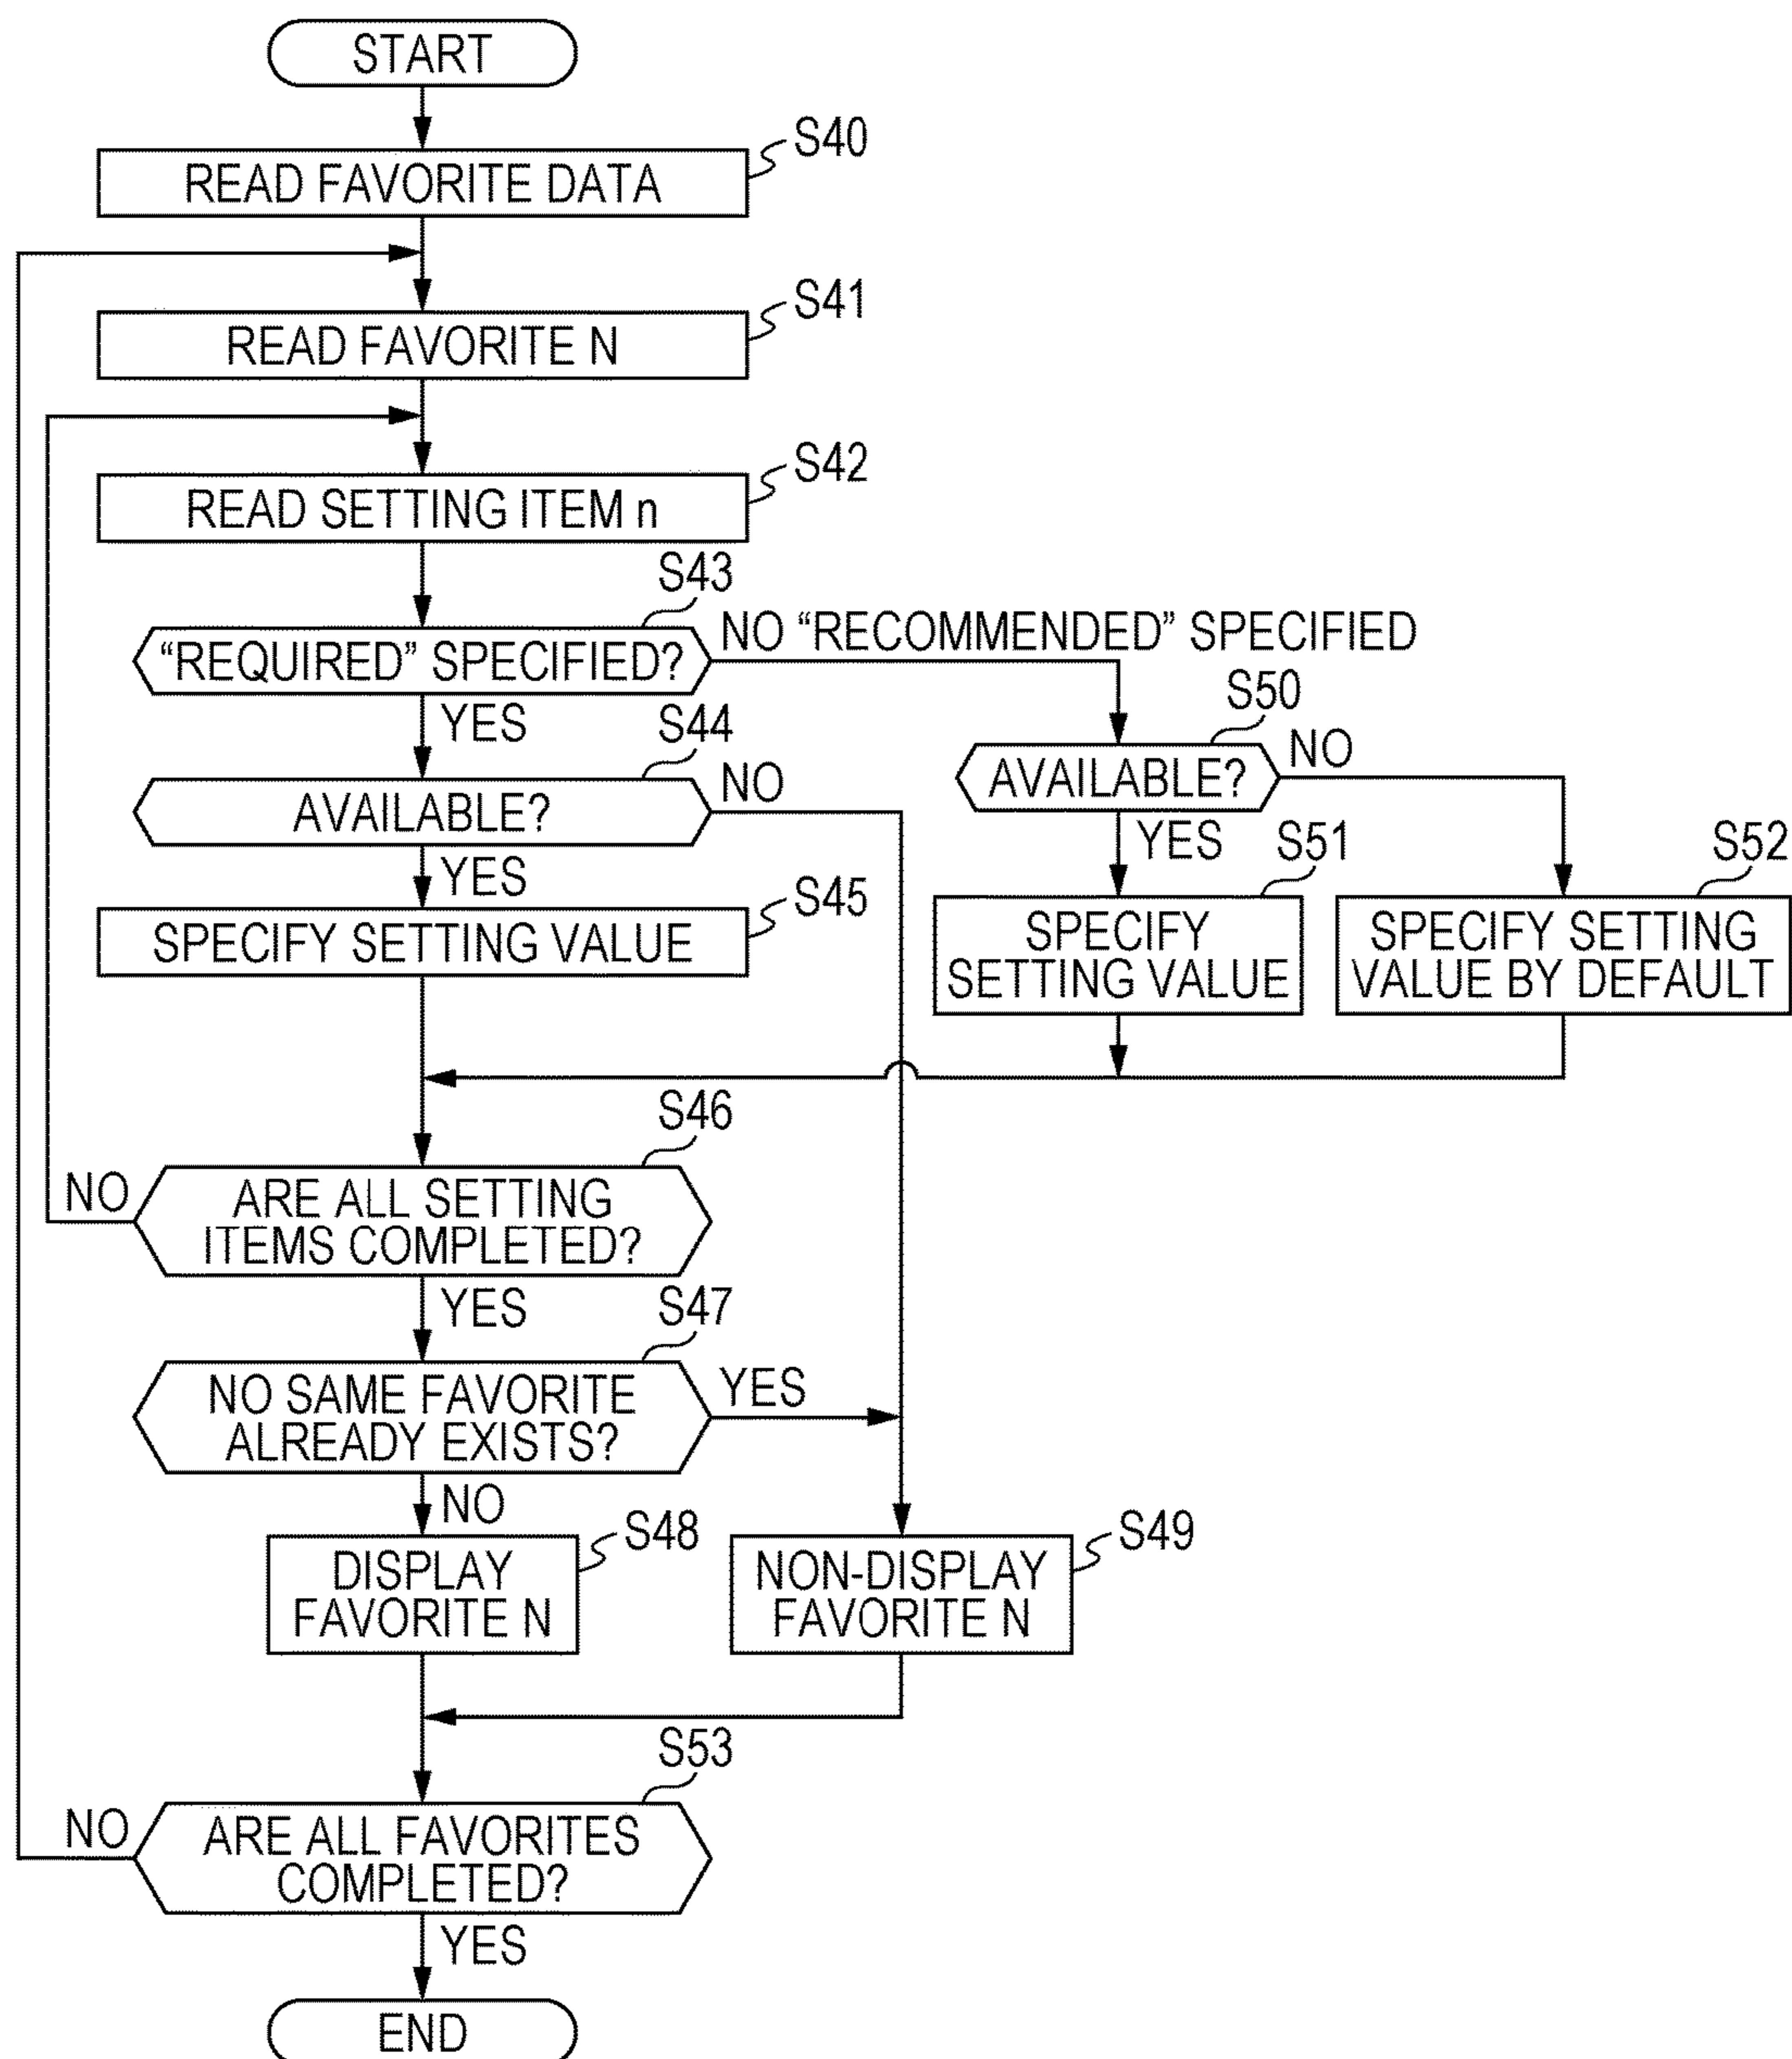 START
S40
READ FAVORITE DATA
S41
READ FAVORITE N
S42
READ SETTING ITEM n
S43
“REQUIRED” SPECIFIED?
NO “RECOMMENDED” SPECIFIED
YES
S44
AVAILABLE?
NO
S50
AVAILABLE?
NO
YES
S45
SPECIFY SETTING VALUE
YES
S51
SPECIFY
SETTING VALUE
S52
SPECIFY SETTING
VALUE BY DEFAULT
S46
NO
ARE ALL SETTING
ITEMS COMPLETED?
YES
S47
NO SAME FAVORITE
ALREADY EXISTS?
YES
NO
S48
DISPLAY
FAVORITE N
S49
NON-DISPLAY
FAVORITE N
S53
NO
ARE ALL FAVORITES
COMPLETED?
YES
END